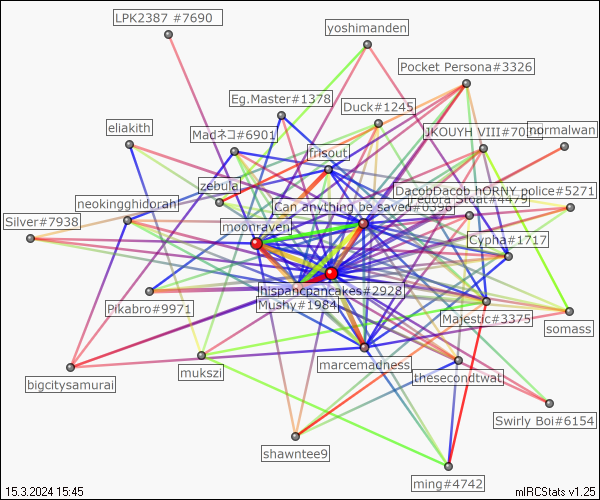 LPK2387 #7690
yoshimanden
Pocket Persona#3326
Eg.Master#1378
Duck#1245
eliakith
Madネコ#6901
JKOUYH VIII#70
normalwan
frisout
zebula
DacobDacob hORNY police#5271
neokingghidorah
Can anything be saved#0398
Fedora Stoat#4479
Silver#7938
moonraven
Cypha#1717
hispancpancakes#2928
Pikabro#9971
Mushy#1984
Majestic#3375
somass
marcemadness
mukszi
thesecondtwat
bigcitysamurai
Swirly Boi#6154
shawntee9
ming#4742
15.3.2024 15:45
mIRCStats v1.25